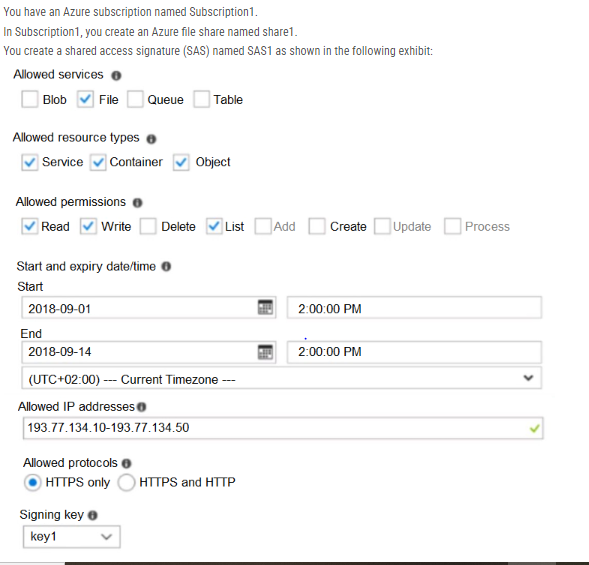 You have an Azure subscription named Subscription1.
In Subscription1, you create an Azure file share named share1.
You create a shared access signature (SAS) named SAS1 as shown in the following exhibit:
Allowed services
Blob File Queue Table
Allowed resource types
Service Container Object
Allowed permissions
Read Write Delete List Add Create Update Process
Start and expiry date/time
Start
2018-09-01 2:00:00 PM
End
2018-09-14 2:00:00 PM
(UTC+02:00) --- Current Timezone ---
Allowed IP addresses
193.77.134.10-193.77.134.50
Allowed protocols
HTTPS only HTTPS and HTTP
Signing key
key1